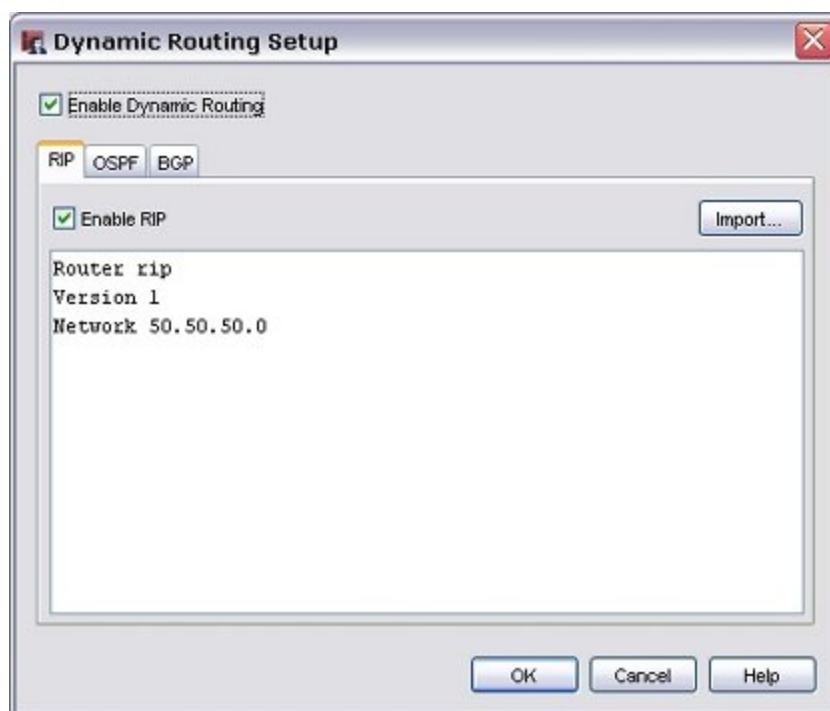 Dynamic Routing Setup
Enable Dynamic Routing
RIP OSPF BGP
Enable RIP Import...
Router rip
Version 1
Network 50.50.50.0
OK Cancel Help